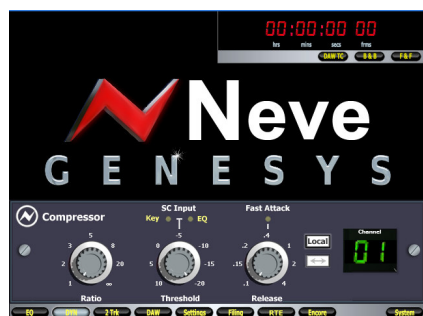 00:00:00 00
hrs mins secs frms
DAW TC B & B F & F
Neve
GENESYS
Compressor
SC Input
Fast Attack
Key EQ
Channel
01
Local
5
3 8
2 20
1 ∞
-5
0 -10
5 -15
10 -20
.4
.2 1
.15 2
.1 4
Ratio Threshold Release
EQ DYN 2 Trk DAW Settings Filing RTE Encore System